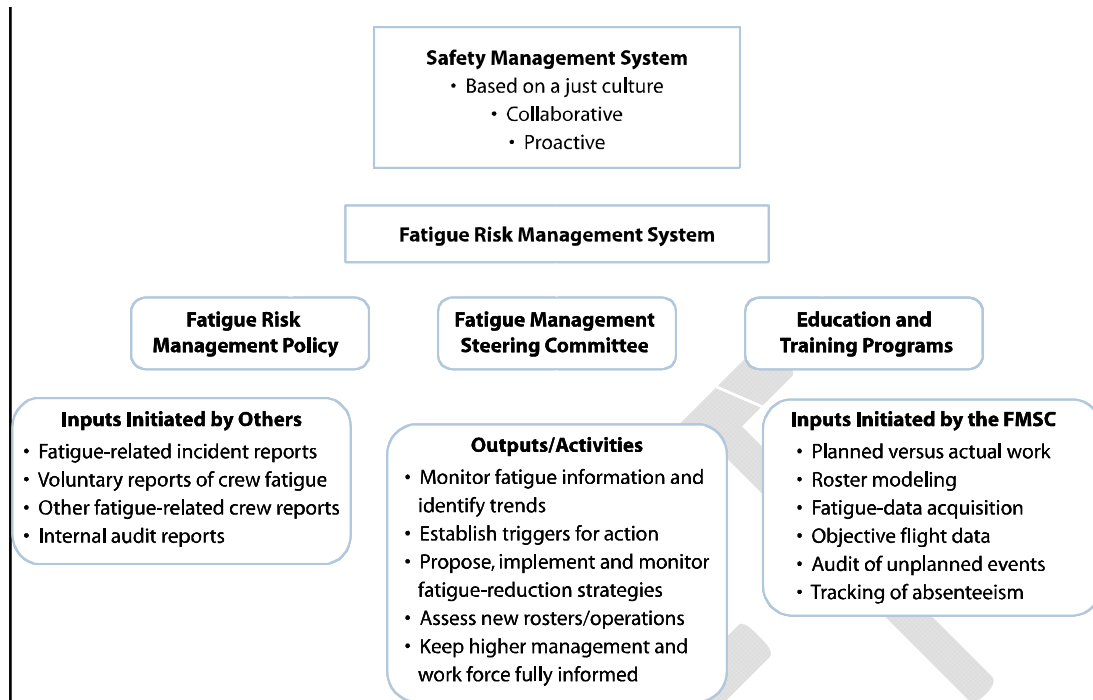 Safety Management System
• Based on a just culture
• Collaborative
• Proactive
Fatigue Risk Management System
Fatigue Risk
Management Policy
Fatigue Management
Steering Committee
Education and
Training Programs
Inputs Initiated by Others
• Fatigue-related incident reports
• Voluntary reports of crew fatigue
• Other fatigue-related crew reports
• Internal audit reports
Outputs/Activities
• Monitor fatigue information and
identify trends
• Establish triggers for action
• Propose, implement and monitor
fatigue-reduction strategies
• Assess new rosters/operations
• Keep higher management and
work force fully informed
Inputs Initiated by the FMSC
• Planned versus actual work
• Roster modeling
• Fatigue-data acquisition
• Objective flight data
• Audit of unplanned events
• Tracking of absenteeism